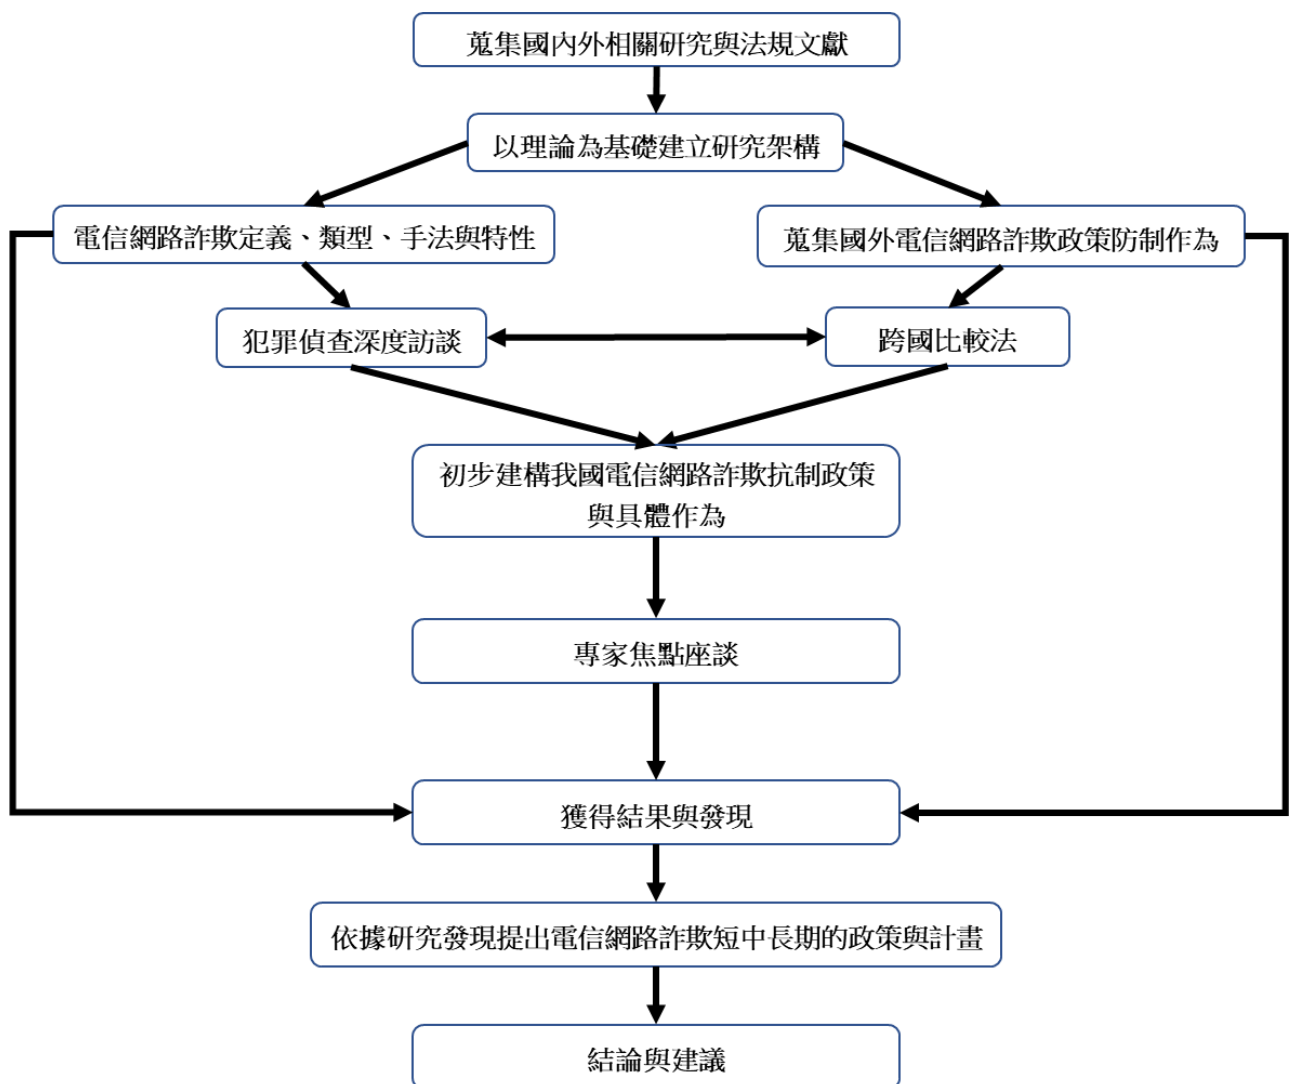 蒐集國內外相關研究與法規文獻
以理論為基礎建立研究架構
電信網路詐欺定義、類型、手法與特性
蒐集國外電信網路詐欺政策防制作為
犯罪偵查深度訪談
跨國比較法
初步建構我國電信網路詐欺抗制政策
與具體作為
專家焦點座談
獲得結果與發現
依據研究發現提出電信網路詐欺短中長期的政策與計畫
結論與建議